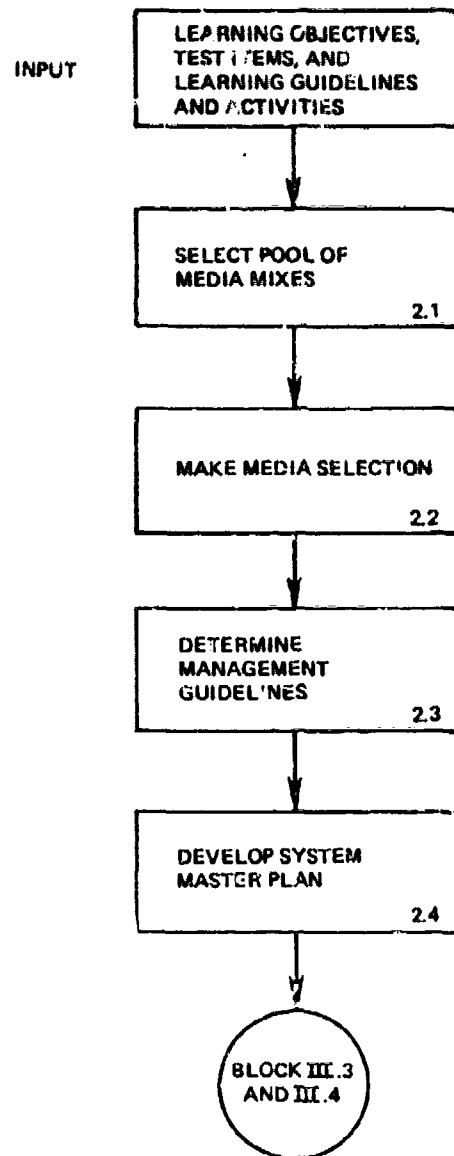 INPUT
LEARNING OBJECTIVES,
TEST ITEMS, AND
LEARNING GUIDELINES
AND ACTIVITIES
SELECT POOL OF
MEDIA MIXES
2.1
MAKE MEDIA SELECTION
2.2
DETERMINE
MANAGEMENT
GUIDELINES
2.3
DEVELOP SYSTEM
MASTER PLAN
2.4
BLOCK III.3
AND III.4